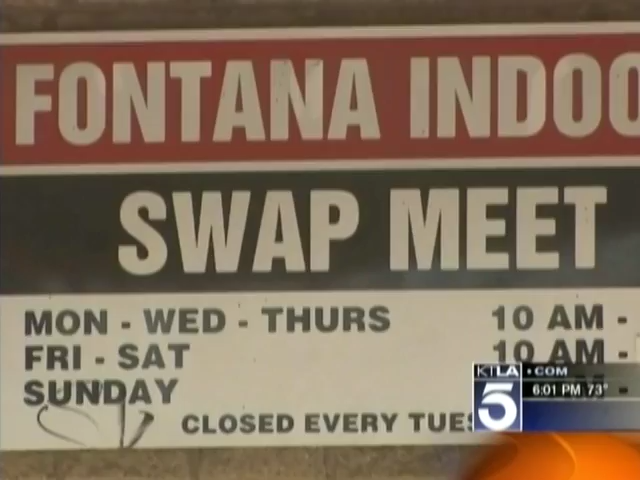 FONTANA INDOO
SWAP MEET
MON - WED - THURS 10 AM -
FRI - SAT 10 AM -
SUNDAY
CLOSED EVERY TUES
KTLA.COM
5
6:01 PM 73°